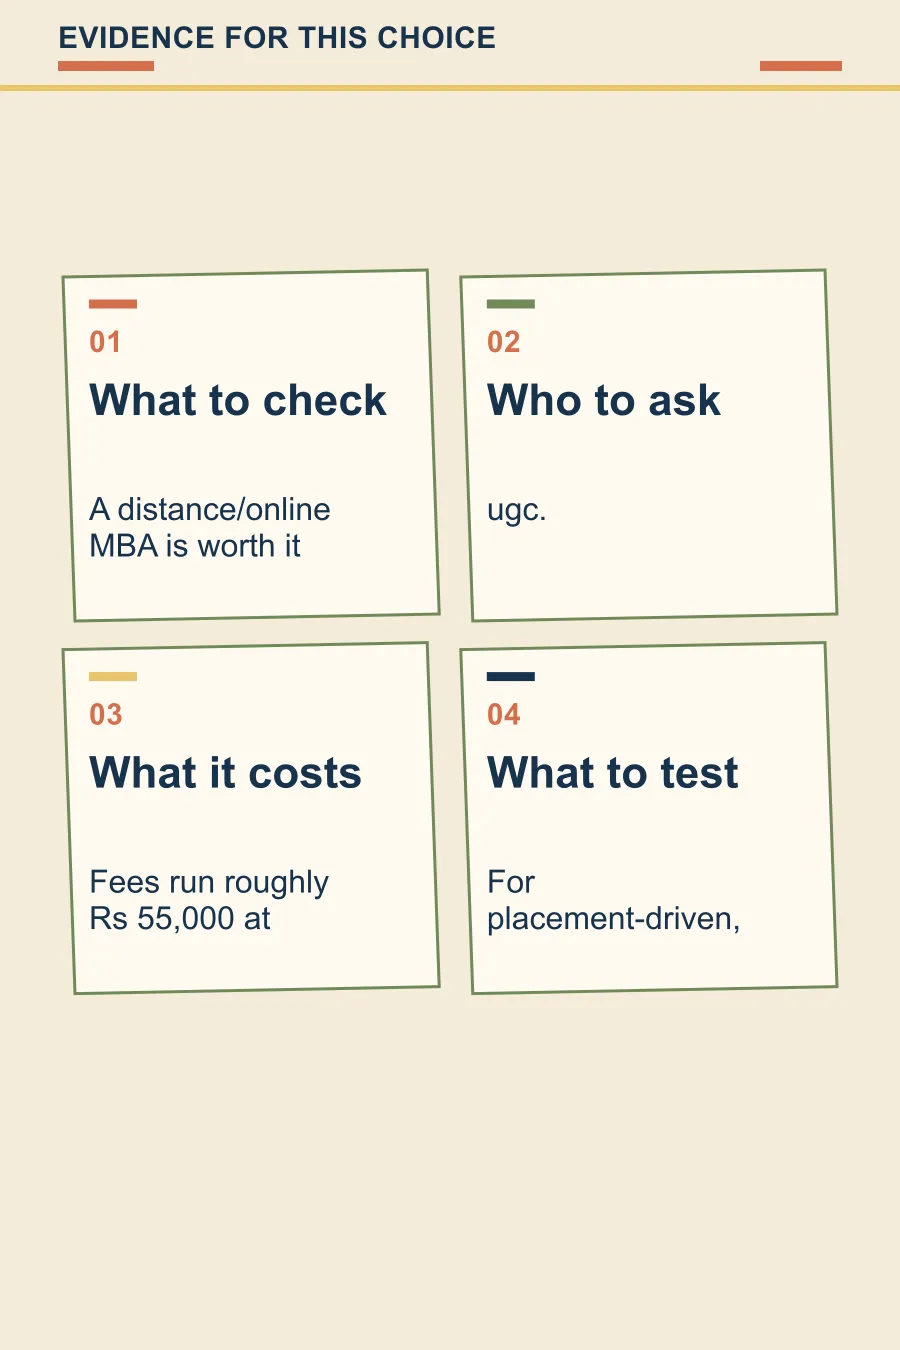 EVIDENCE FOR THIS CHOICE
01
What to check
A distance/online
MBA is worth it
02
Who to ask
ugc.
03
What it costs
Fees run roughly
Rs 55,000 at
04
What to test
For
placement-driven,